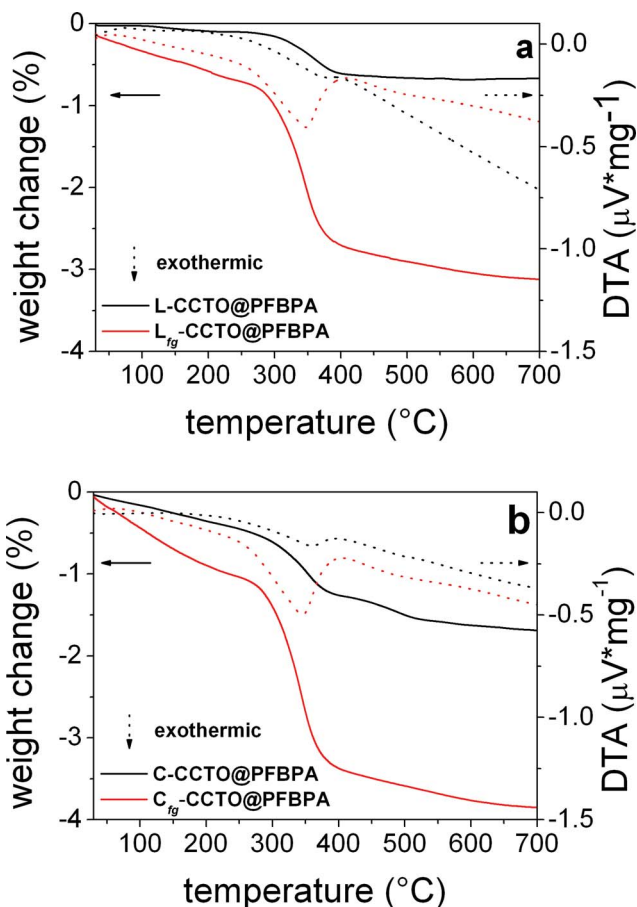 a
0
-1
-2
-3
-4
weight change (%)
0.0
-0.5
-1.0
-1.5
DTA (μV*mg⁻¹)
exothermic
L-CCTO@PFBPA
Lfg-CCTO@PFBPA
100 200 300 400 500 600 700
temperature (°C)
b
0
-1
-2
-3
-4
weight change (%)
0.0
-0.5
-1.0
-1.5
DTA (μV*mg⁻¹)
exothermic
C-CCTO@PFBPA
Cfg-CCTO@PFBPA
100 200 300 400 500 600 700
temperature (°C)